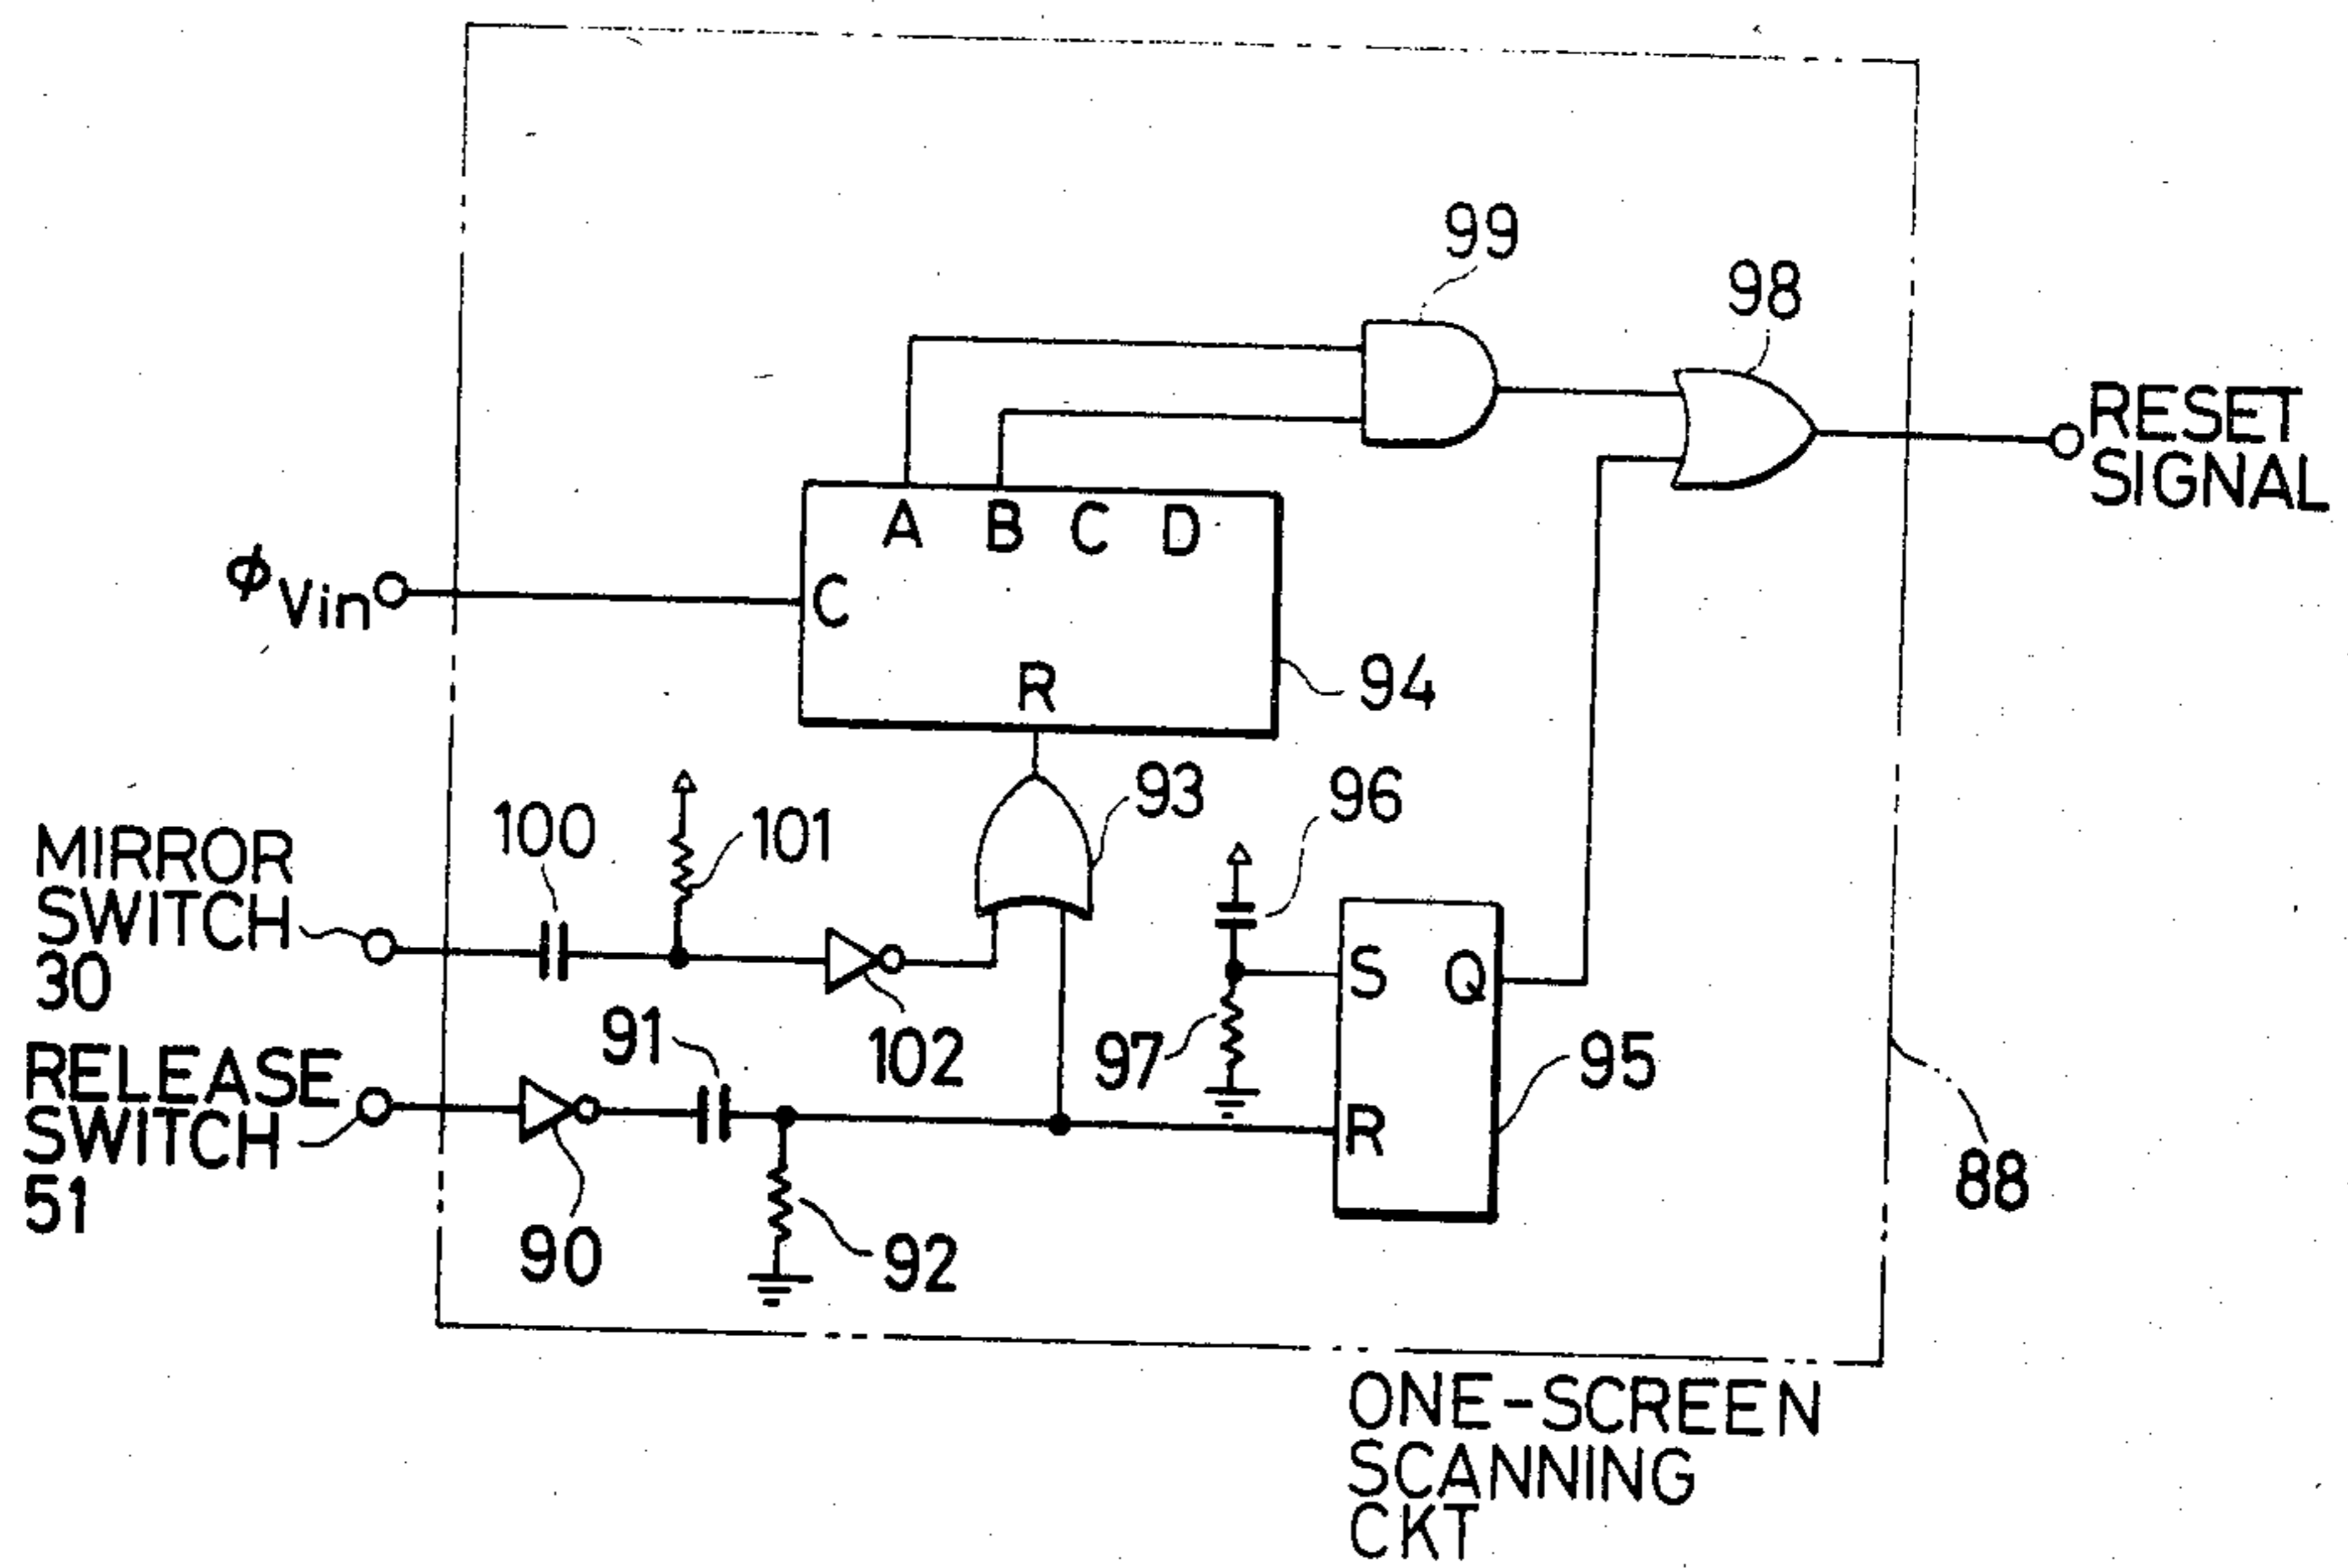 99
98
RESET
SIGNAL
A B C D
ϕVin
C
R
94
93
96
100
101
MIRROR
SWITCH
30
S Q
91
102
97
95
RELEASE
SWITCH
51
R
90
92
88
ONE-SCREEN
SCANNING
CKT